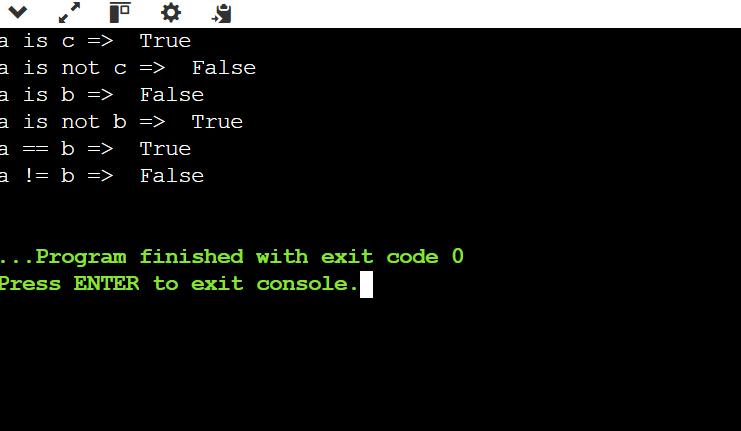 a is c =>  True
a is not c =>  False
a is b =>  False
a is not b =>  True
a == b =>  True
a != b =>  False
...Program finished with exit code 0
Press ENTER to exit console.